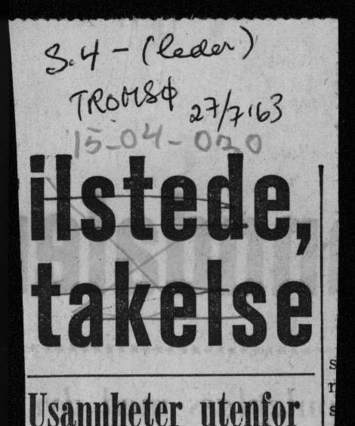 S.4 - (leder)
TROMSØ 27/7'63
15-04-020
ilstede,
takelse
Usannheter utenfor
s
r
s